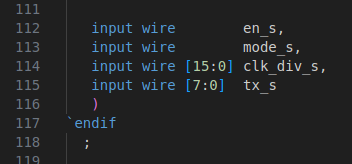 111
112 input wire en_s,
113 input wire mode_s,
114 input wire [15:0] clk_div_s,
115 input wire [7:0] tx_s
116 )
117 `endif
118 ;
119